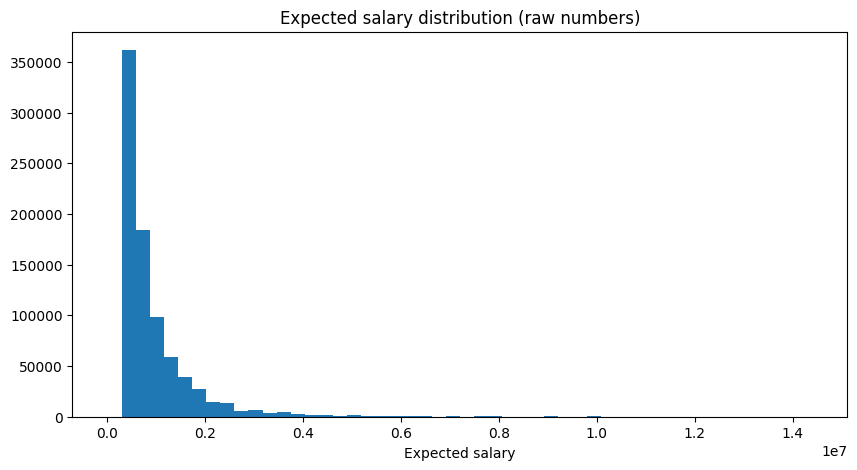 Expected salary distribution (raw numbers)
350000
300000
250000
200000
150000
100000
50000
0
0.0 0.2 0.4 0.6 0.8 1.0 1.2 1.4
1e7
Expected salary